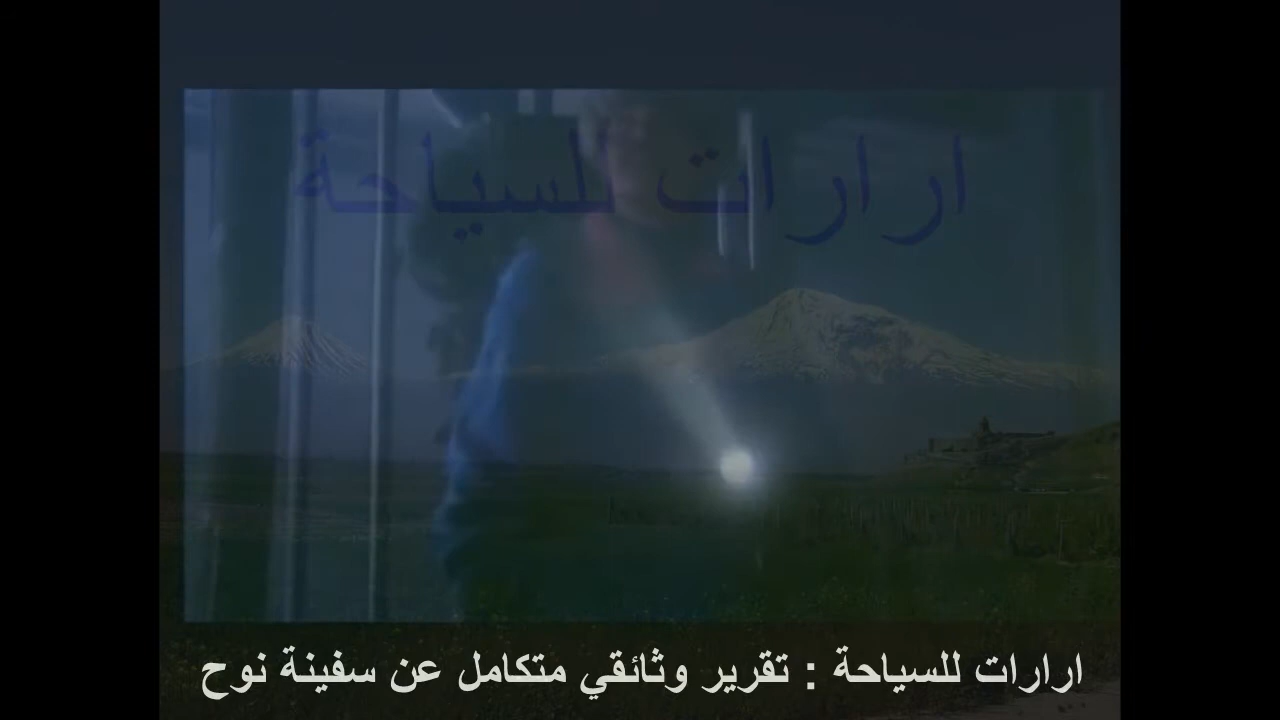 ارارات للسياحة
ارارات للسياحة : تقرير وثائقي متكامل عن سفينة نوح